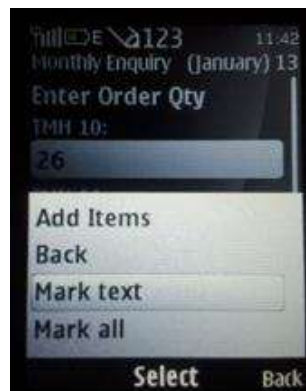 E 123 11:42
Monthly Enquiry (January) 13
Enter Order Qty
TMH 10:
26
Add Items
Back
Mark text
Mark all
Select Back